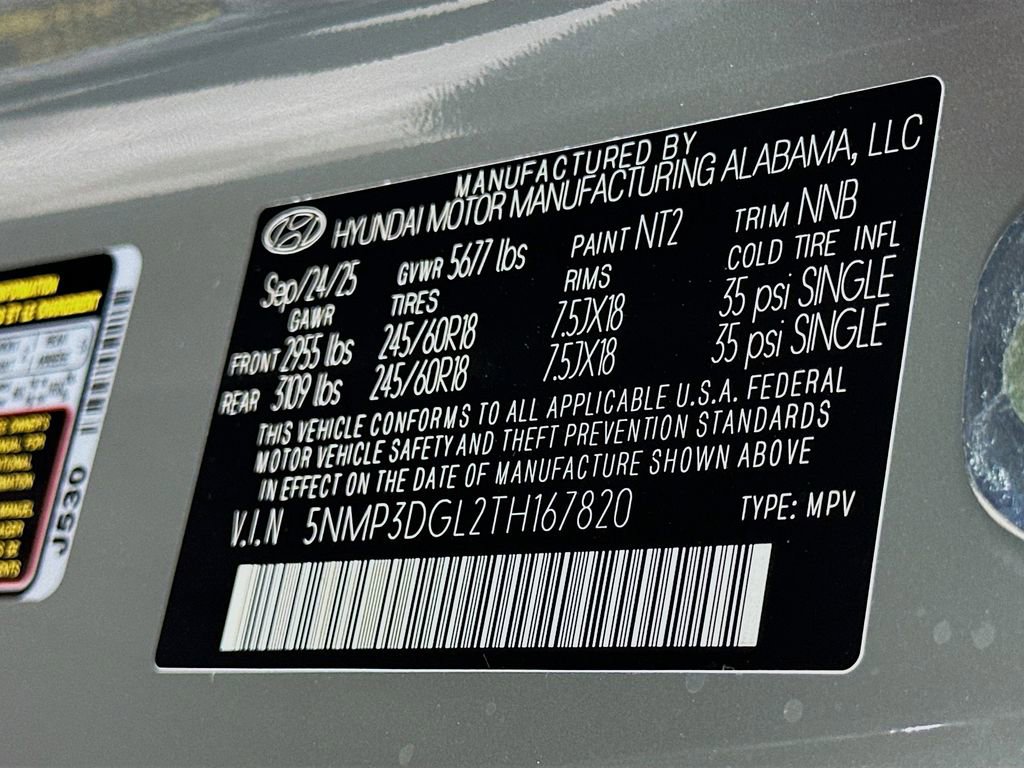 MANUFACTURED BY
HYUNDAI MOTOR MANUFACTURING ALABAMA, LLC
Sep/24/25 GVWR 5677 lbs PAINT NT2 TRIM NNB
GAWR TIRES RIMS COLD TIRE INFL
FRONT 2955 lbs 245/60R18 7.5JX18 35 psi SINGLE
REAR 3109 lbs 245/60R18 7.5JX18 35 psi SINGLE
THIS VEHICLE CONFORMS TO ALL APPLICABLE U.S.A. FEDERAL
MOTOR VEHICLE SAFETY AND THEFT PREVENTION STANDARDS
IN EFFECT ON THE DATE OF MANUFACTURE SHOWN ABOVE
V.I.N 5NMP3DGL2TH167820 TYPE: MPV
J530